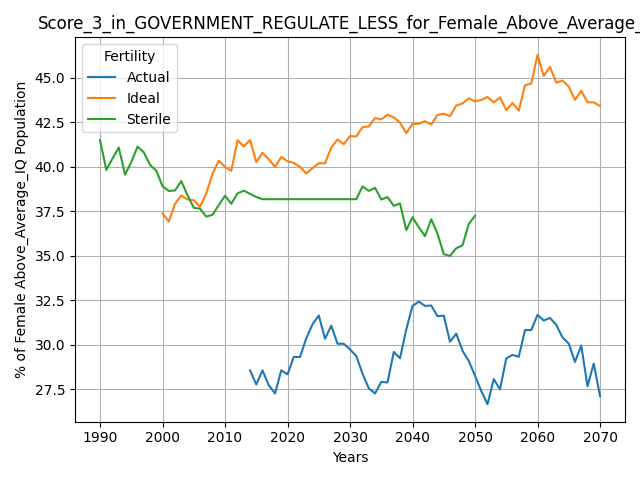 Score_3_in_GOVERNMENT_REGULATE_LESS_for_Female_Above_Average_
Fertility
Actual
Ideal
Sterile
% of Female Above_Average_IQ Population
45.0
42.5
40.0
37.5
35.0
32.5
30.0
27.5
1990 2000 2010 2020 2030 2040 2050 2060 2070
Years